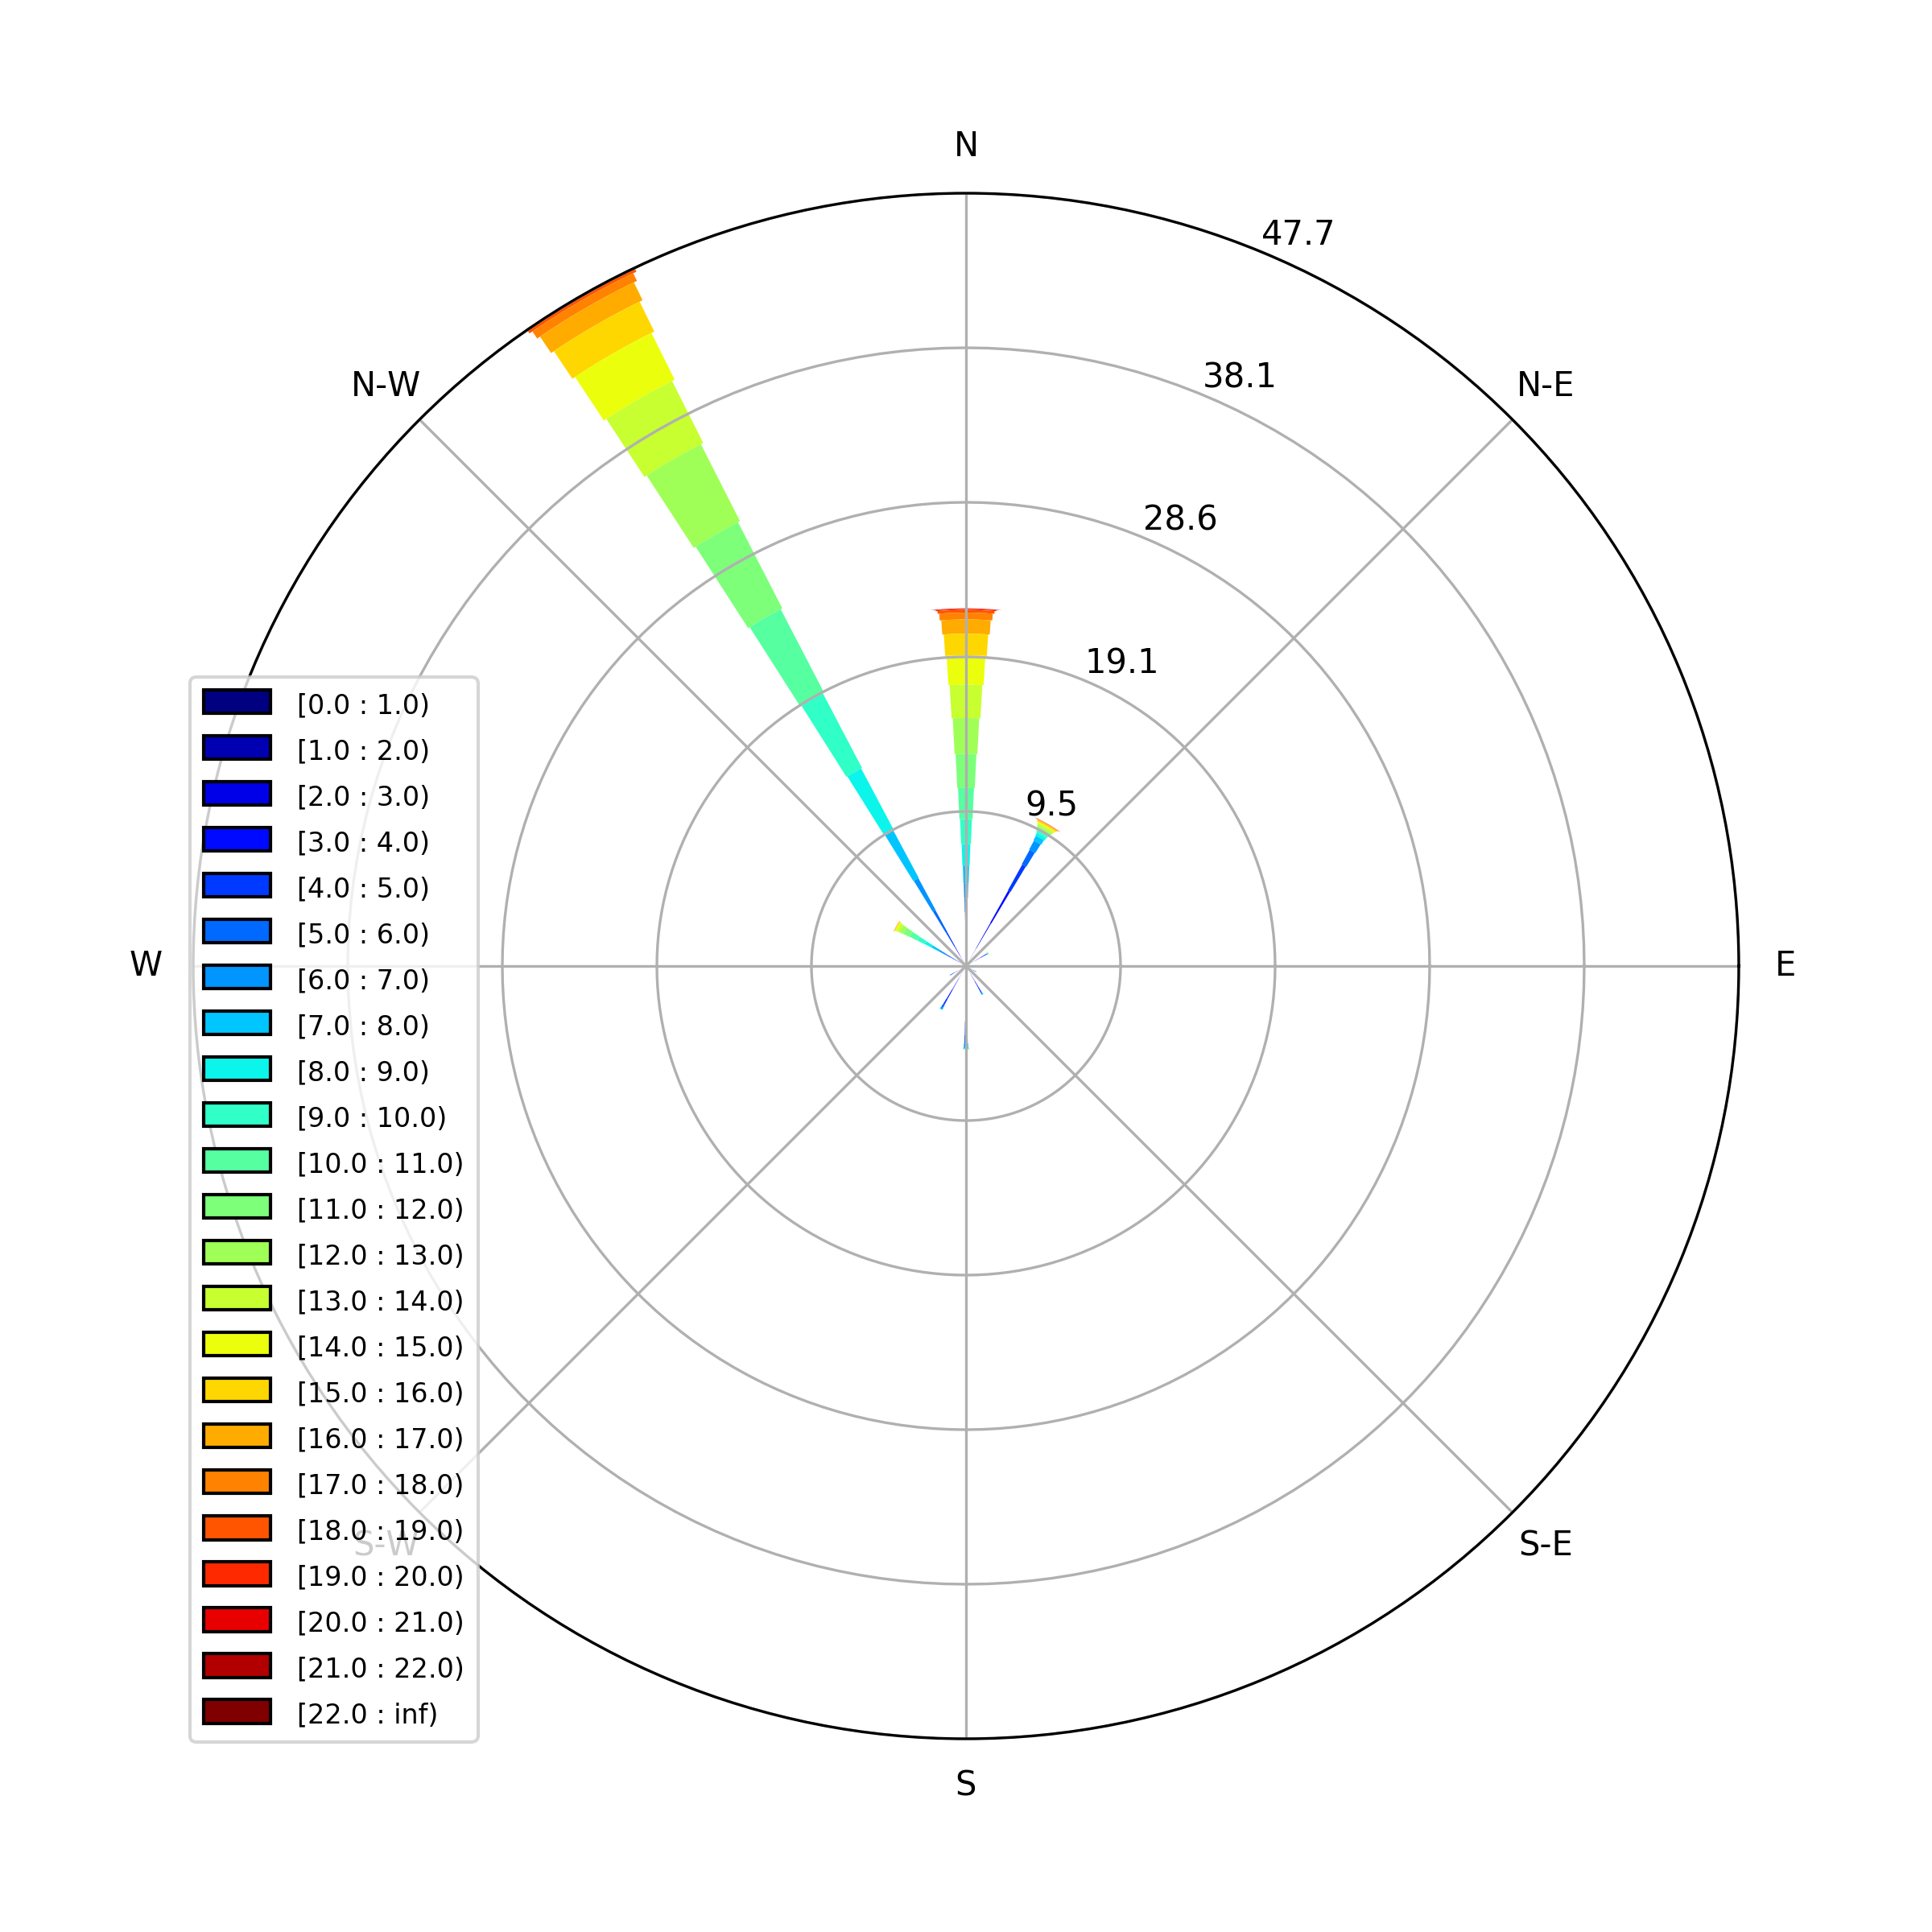 N
47.7
N-W
38.1
N-E
28.6
19.1
9.5
W
E
[0.0 : 1.0)
[1.0 : 2.0)
[2.0 : 3.0)
[3.0 : 4.0)
[4.0 : 5.0)
[5.0 : 6.0)
[6.0 : 7.0)
[7.0 : 8.0)
[8.0 : 9.0)
[9.0 : 10.0)
[10.0 : 11.0)
[11.0 : 12.0)
[12.0 : 13.0)
[13.0 : 14.0)
[14.0 : 15.0)
[15.0 : 16.0)
[16.0 : 17.0)
[17.0 : 18.0)
[18.0 : 19.0)
[19.0 : 20.0)
[20.0 : 21.0)
[21.0 : 22.0)
[22.0 : inf)
S-W
S-E
S